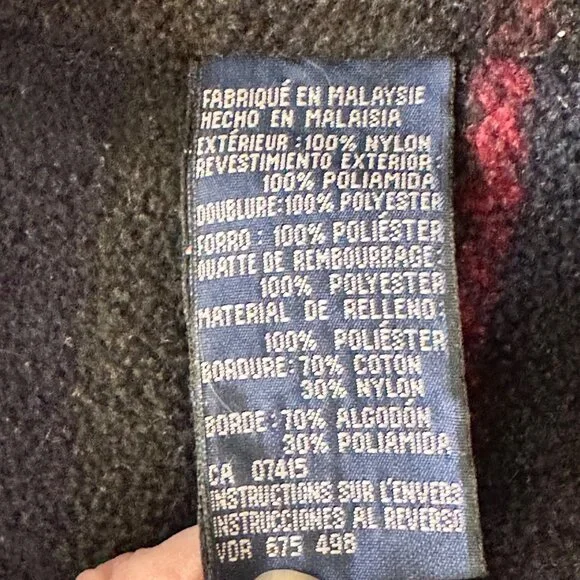 FABRIQUÉ EN MALAYSIE
HECHO EN MALAISIA
EXTÉRIEUR : 100% NYLON
REVESTIMIENTO EXTERIOR:
100% POLIAMIDA
DOUBLURE: 100% POLYESTER
FORRO : 100% POLIÉSTER
OUATTE DE REMBOURRAGE:
100% POLYESTER
MATERIAL DE RELLENO:
100% POLIÉSTER
BORDURE: 70% COTON
30% NYLON
BORDE: 70% ALGODÓN
30% POLIAMIDA
CA 07415
INSTRUCTIONS SUR L'ENVERS
INSTRUCCIONES AL REVERSO
VDR 675 498